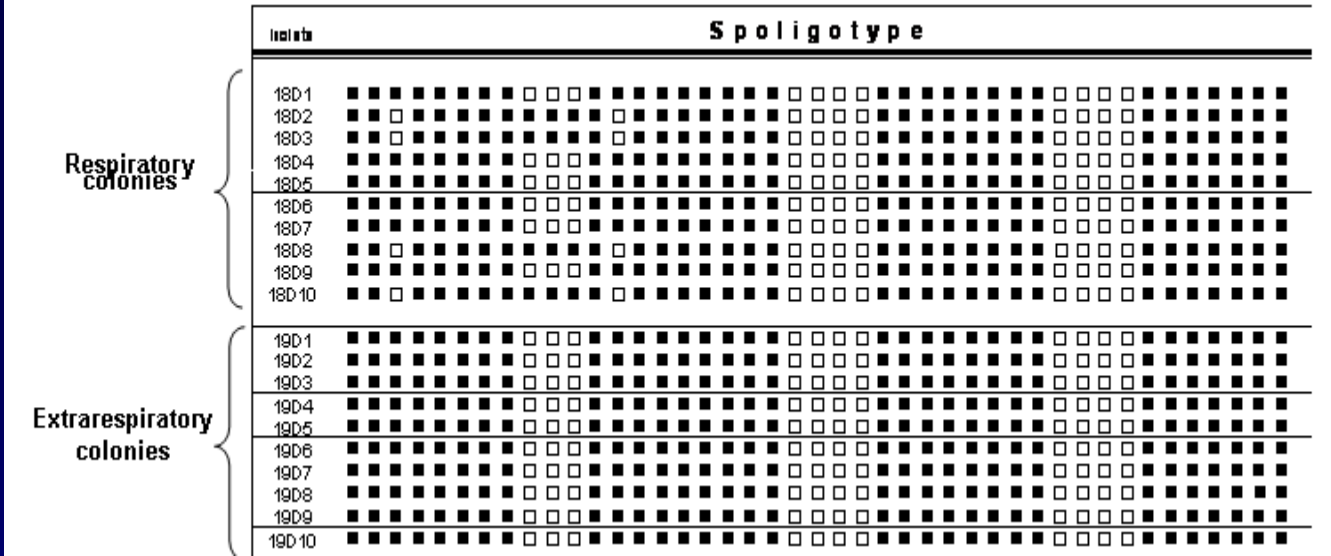 Isolate Spoligotype
18D1 ■■■■■■■■□□□■■■■■■■■■□□□□■■■■■■■■□□□□■■■■■■■
18D2 ■■□■■■■■■■■■□■■■■■■■□□□□■■■■■■■■□□□□■■■■■■■
18D3 ■■□■■■■■■■■■□■■■■■■■□□□□■■■■■■■■□□□□■■■■■■■
Respiratory
colonies
18D4 ■■■■■■■■□□□■■■■■■■■■□□□□■■■■■■■■□□□□■■■■■■■
18D5 ■■■■■■■■□□□■■■■■■■■■□□□□■■■■■■■■□□□□■■■■■■■
18D6 ■■■■■■■■□□□■■■■■■■■■□□□□■■■■■■■■□□□□■■■■■■■
18D7 ■■■■■■■■□□□■■■■■■■■■□□□□■■■■■■■■□□□□■■■■■■■
18D8 ■■□■■■■■■■■■□■■■■■■■□□□□■■■■■■■■□□□□■■■■■■■
18D9 ■■■■■■■■□□□■■■■■■■■■□□□□■■■■■■■■□□□□■■■■■■■
18D10 ■■□■■■■■■■■■□■■■■■■■□□□□■■■■■■■■□□□□■■■■■■■
19D1 ■■■■■■■■□□□■■■■■■■■■□□□□■■■■■■■■□□□□■■■■■■■
19D2 ■■■■■■■■□□□■■■■■■■■■□□□□■■■■■■■■□□□□■■■■■■■
19D3 ■■■■■■■■□□□■■■■■■■■■□□□□■■■■■■■■□□□□■■■■■■■
Extrarespiratory
colonies
19D4 ■■■■■■■■□□□■■■■■■■■■□□□□■■■■■■■■□□□□■■■■■■■
19D5 ■■■■■■■■□□□■■■■■■■■■□□□□■■■■■■■■□□□□■■■■■■■
19D6 ■■■■■■■■□□□■■■■■■■■■□□□□■■■■■■■■□□□□■■■■■■■
19D7 ■■■■■■■■□□□■■■■■■■■■□□□□■■■■■■■■□□□□■■■■■■■
19D8 ■■■■■■■■□□□■■■■■■■■■□□□□■■■■■■■■□□□□■■■■■■■
19D9 ■■■■■■■■□□□■■■■■■■■■□□□□■■■■■■■■□□□□■■■■■■■
19D10 ■■■■■■■■□□□■■■■■■■■■□□□□■■■■■■■■□□□□■■■■■■■